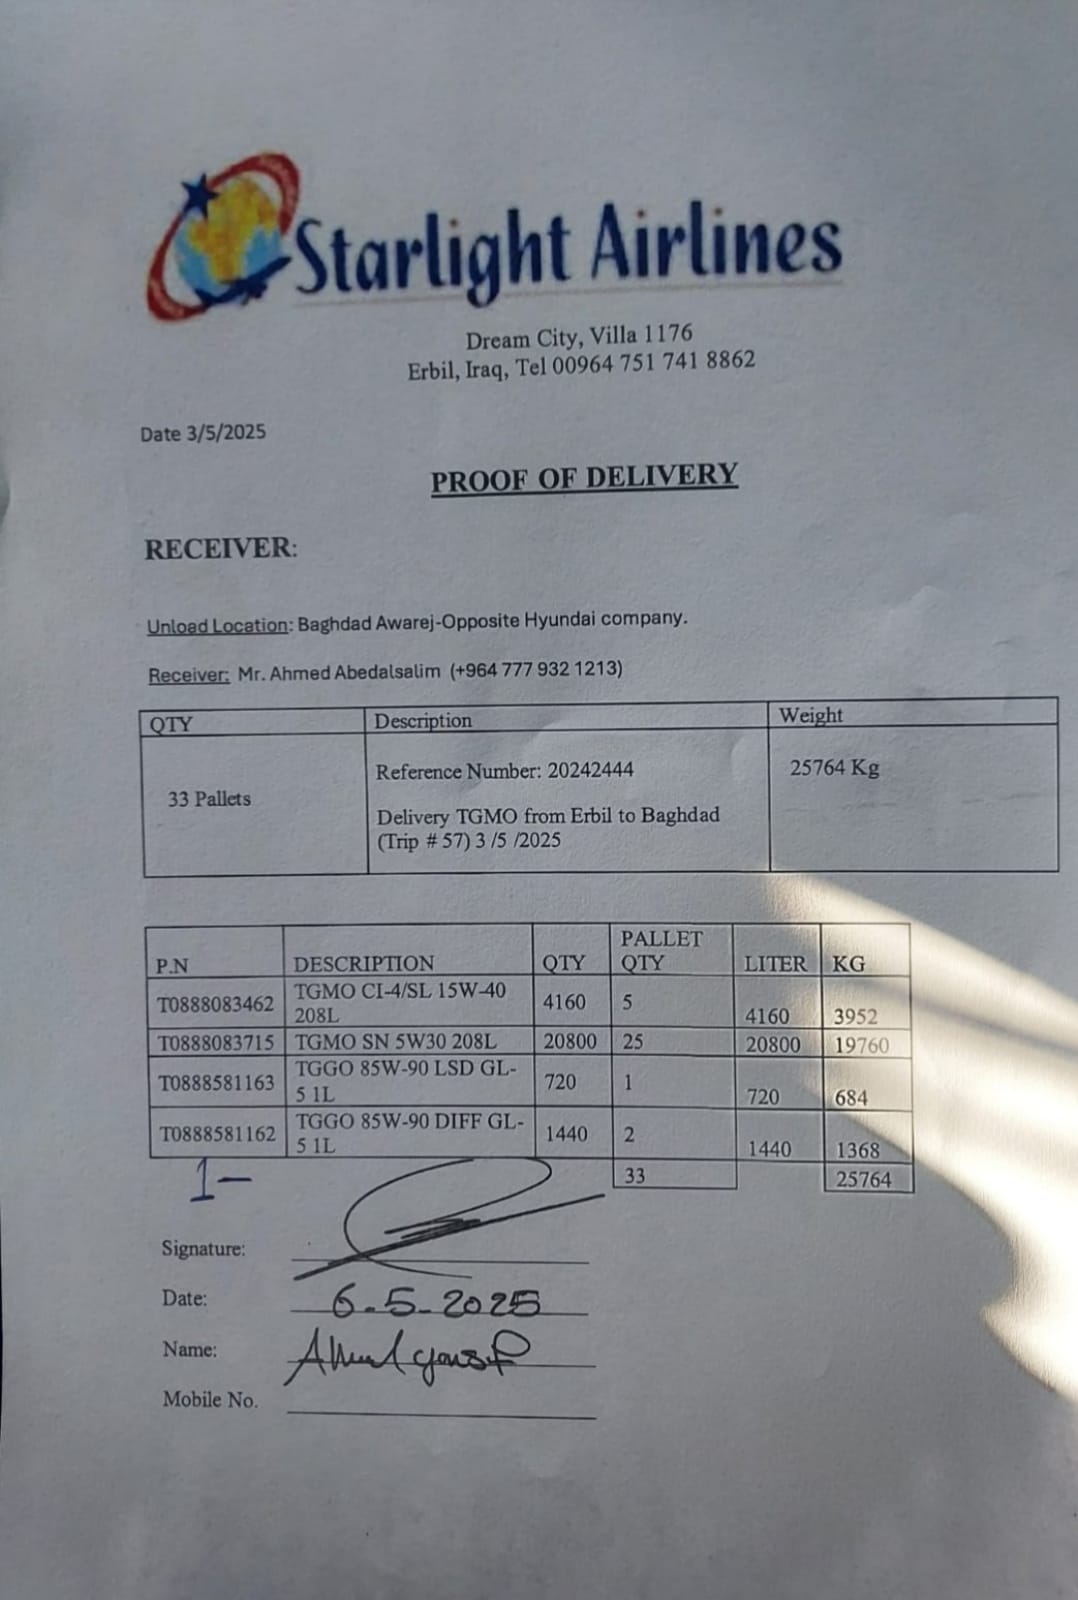 Starlight Airlines
Dream City, Villa 1176
Erbil, Iraq, Tel 00964 751 741 8862
Date 3/5/2025
PROOF OF DELIVERY
RECEIVER:
Unload Location: Baghdad Awarej-Opposite Hyundai company.
Receiver: Mr. Ahmed Abedalsalim (+964 777 932 1213)
QTY Description Weight
33 Pallets
Reference Number: 20242444
25764 Kg
Delivery TGMO from Erbil to Baghdad
(Trip # 57) 3 /5 /2025
P.N DESCRIPTION QTY PALLET QTY LITER KG
T0888083462 TGMO CI-4/SL 15W-40 208L 4160 5 4160 3952
T0888083715 TGMO SN 5W30 208L 20800 25 20800 19760
T0888581163 TGGO 85W-90 LSD GL-5 1L 720 1 720 684
T0888581162 TGGO 85W-90 DIFF GL-5 1L 1440 2 1440 1368
33 25764
1-
Signature:
Date: 6-5-2025
Name: Ahmed yousif
Mobile No.